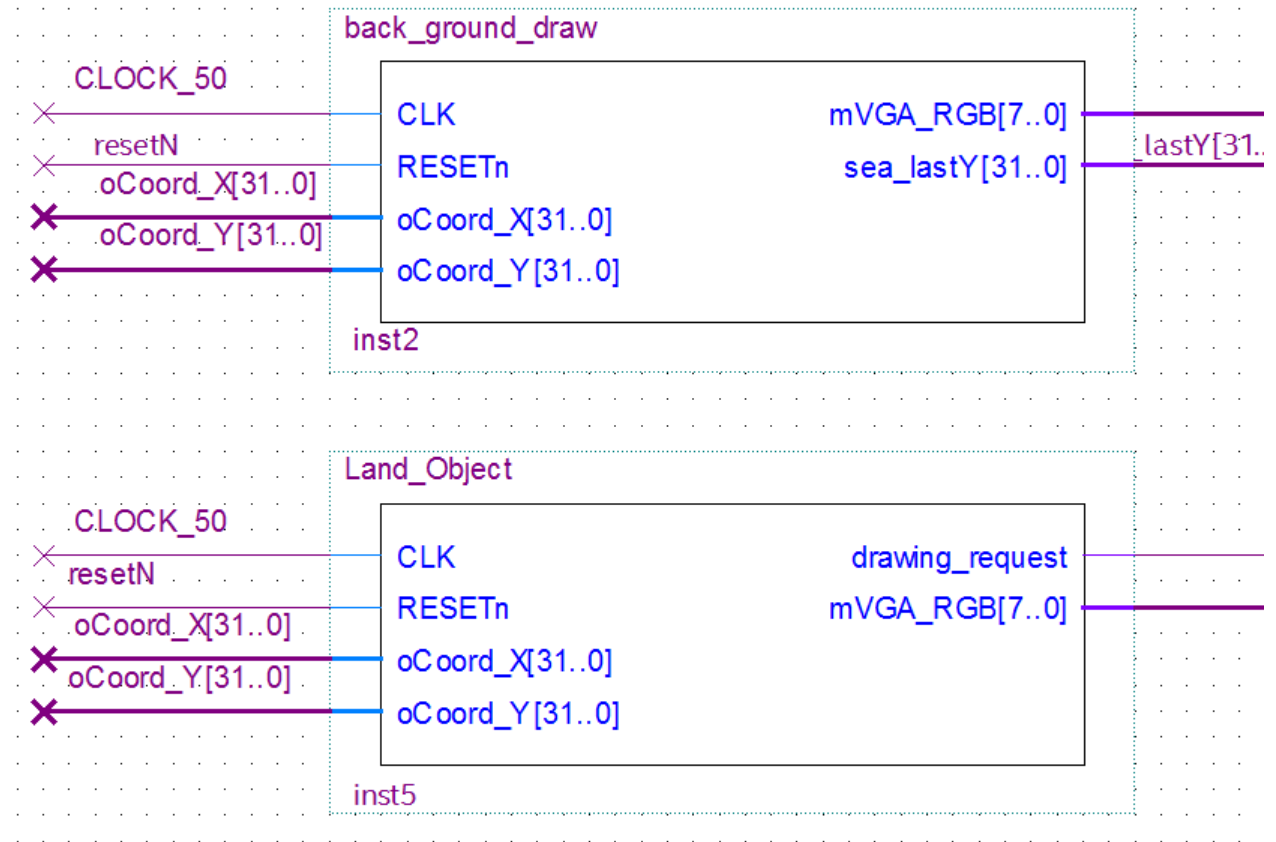 back_ground_draw
CLOCK_50
CLK
mVGA_RGB[7..0]
resetN
RESETn
sea_lastY[31..0]
_lastY[31..
oCoord_X[31..0]
oCoord_X[31..0]
oCoord_Y[31..0]
oCoord_Y[31..0]
inst2
Land_Object
CLOCK_50
CLK
drawing_request
resetN
RESETn
mVGA_RGB[7..0]
oCoord_X[31..0]
oCoord_X[31..0]
oCoord_Y[31..0]
oCoord_Y[31..0]
inst5